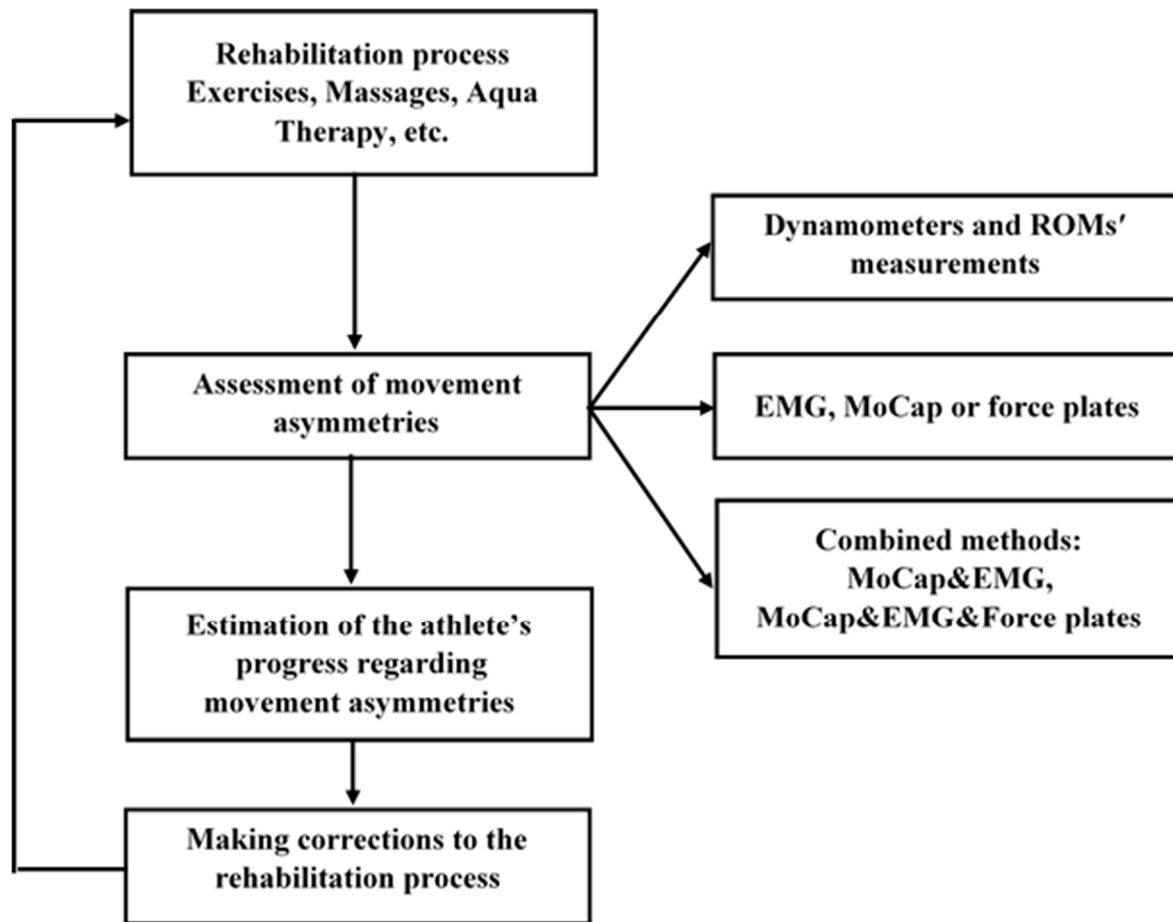 Rehabilitation process
Exercises, Massages, Aqua
Therapy, etc.
Dynamometers and ROMs′
measurements
Assessment of movement
asymmetries
EMG, MoCap or force plates
Combined methods:
MoCap&EMG,
MoCap&EMG&Force plates
Estimation of the athlete’s
progress regarding
movement asymmetries
Making corrections to the
rehabilitation process